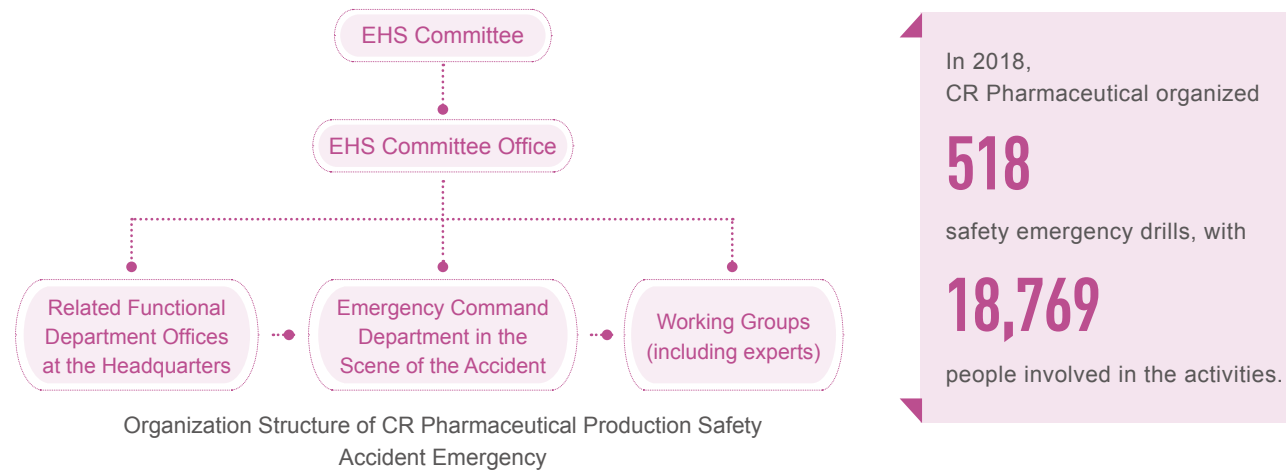 EHS Committee
EHS Committee Office
Related Functional
Department Offices
at the Headquarters
Emergency Command
Department in the
Scene of the Accident
Working Groups
(including experts)
Organization Structure of CR Pharmaceutical Production Safety
Accident Emergency
In 2018,
CR Pharmaceutical organized
518
safety emergency drills, with
18,769
people involved in the activities.